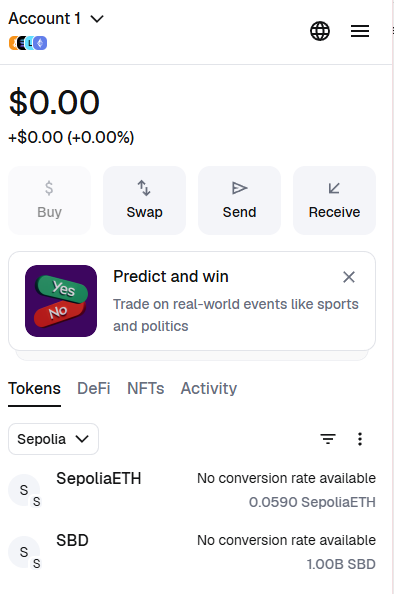 Account 1
$0.00
+$0.00 (+0.00%)
$
Buy Swap Send Receive
Yes
No
Predict and win
Trade on real-world events like sports
and politics
Tokens DeFi NFTs Activity
Sepolia
S S SepoliaETH No conversion rate available
0.0590 SepoliaETH
S S SBD No conversion rate available
1.00B SBD